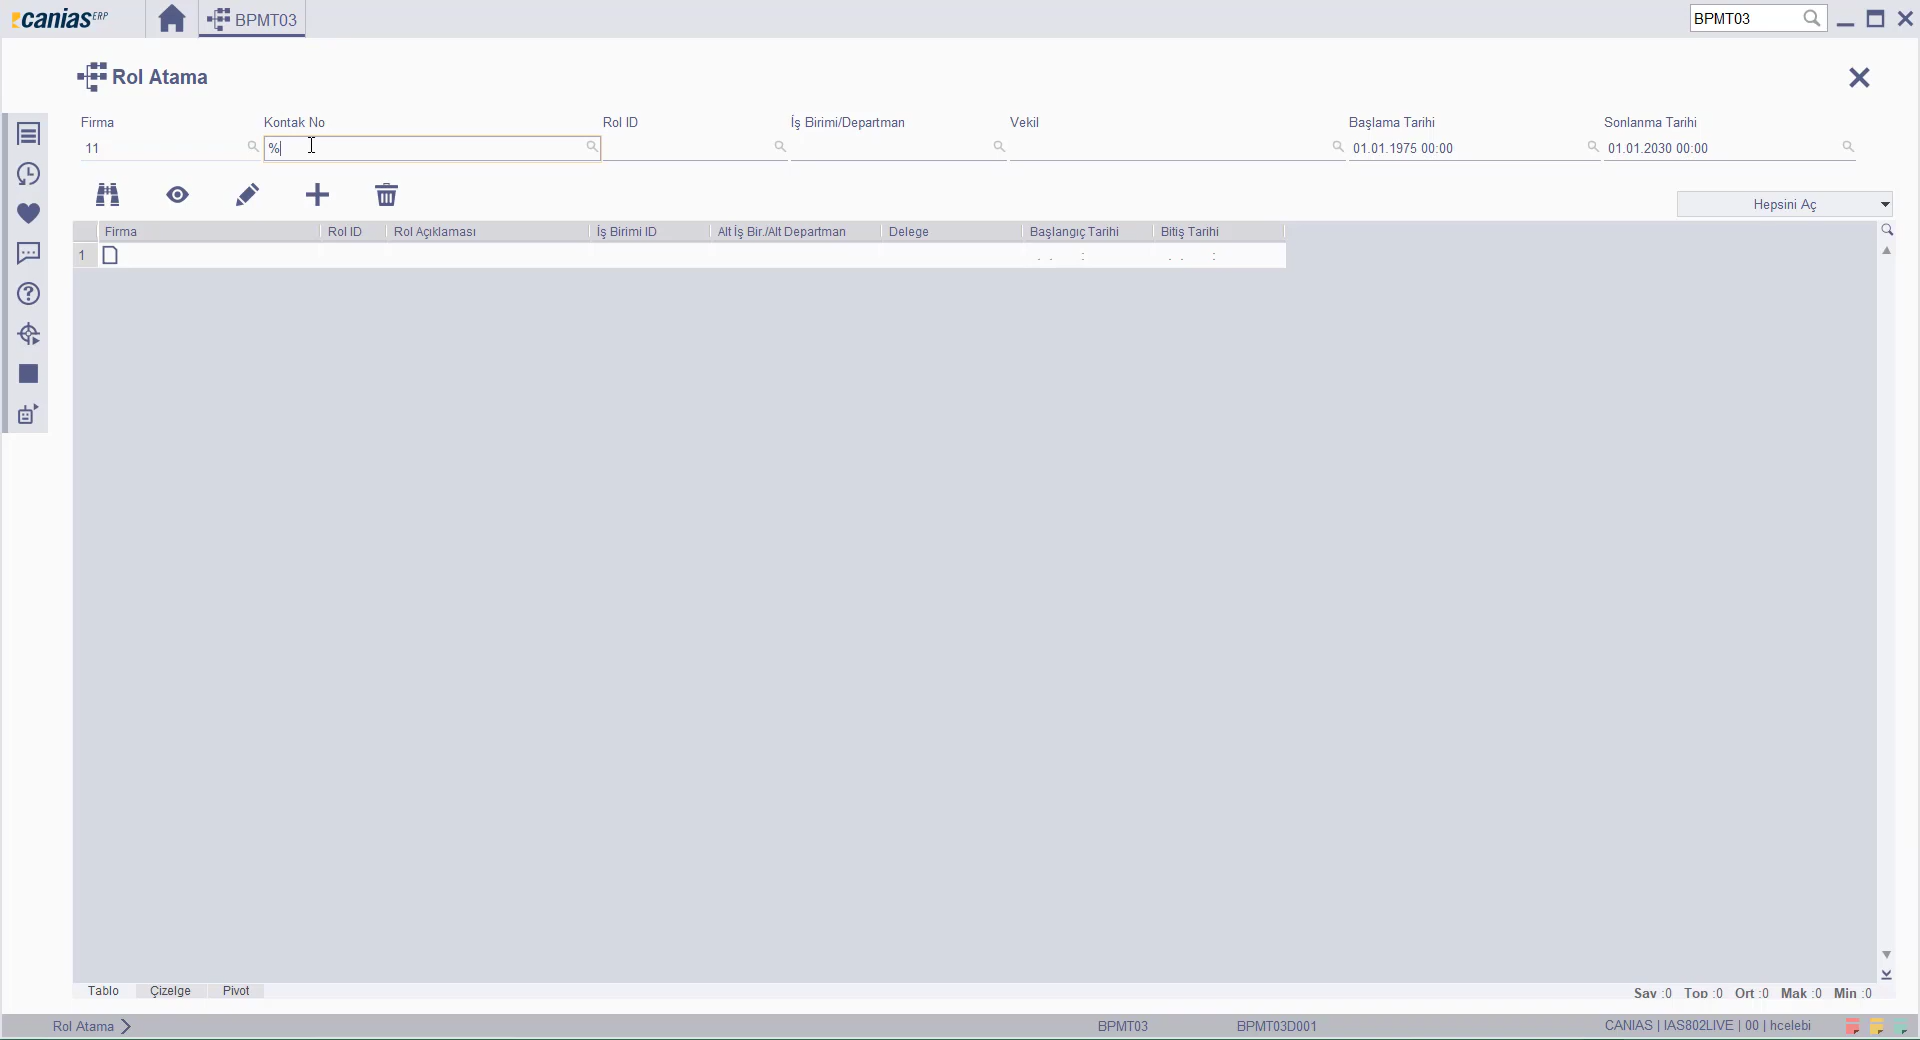 canias ERP
BPMT03
BPMT03
Rol Atama
Firma Kontak No Rol ID İş Birimi/Departman Vekil Başlama Tarihi Sonlanma Tarihi
11 % 01.01.1975 00:00 01.01.2030 00:00
Hepsini Aç
Firma Rol ID Rol Açıklaması İş Birimi ID Alt İş Bir./Alt Departman Delege Başlangıç Tarihi Bitiş Tarihi
1 . . : . . :
Tablo Çizelge Pivot
Say :0 Top :0 Ort :0 Mak :0 Min :0
Rol Atama BPMT03 BPMT03D001 CANIAS | IAS802LIVE | 00 | hcelebi